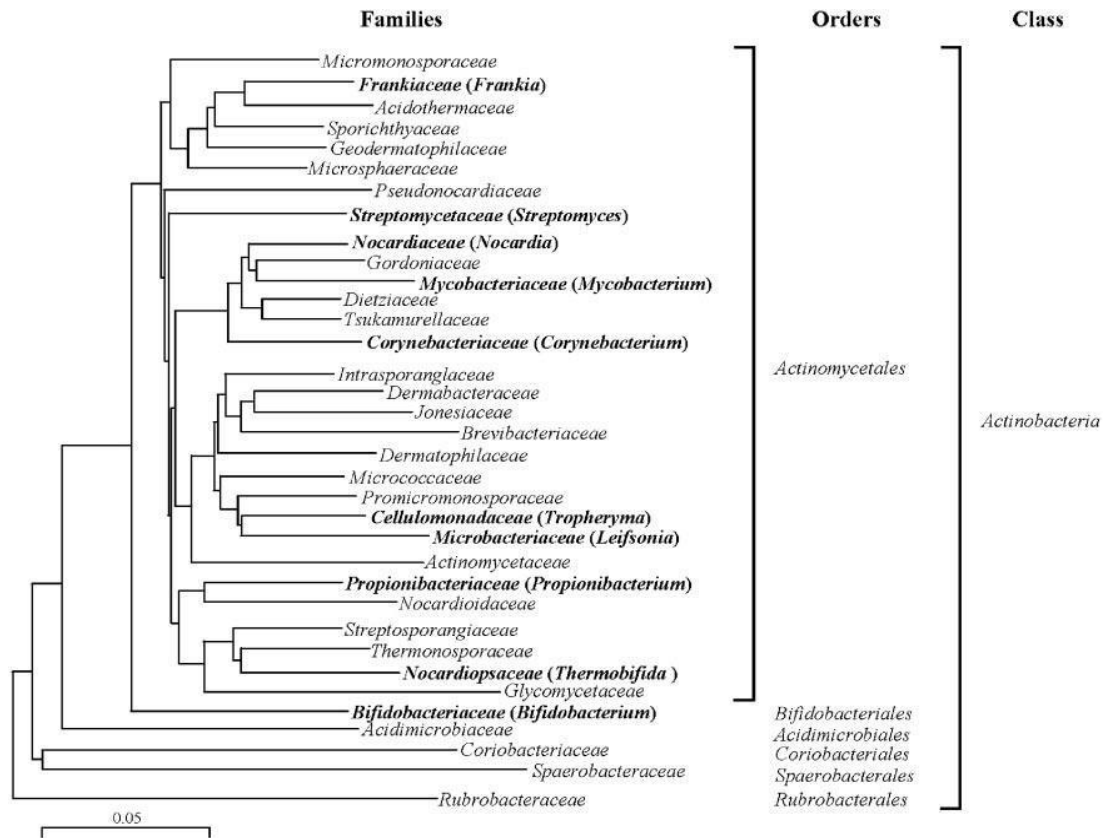 Families Orders Class
Micromonosporaceae
Frankiaceae (Frankia)
Acidothermaceae
Sporichthyaceae
Geodermatophilaceae
Microsphaeraceae
Pseudonocardiaceae
Streptomycetaceae (Streptomyces)
Nocardiaceae (Nocardia)
Gordoniaceae
Mycobacteriaceae (Mycobacterium)
Dietziaceae
Tsukamurellaceae
Corynebacteriaceae (Corynebacterium)
Actinomycetales
Intrasporanglaceae
Dermabacteraceae
Jonesiaceae
Actinobacteria
Brevibacteriaceae
Dermatophilaceae
Micrococcaceae
Promicromonosporaceae
Cellulomonadaceae (Tropheryma)
Microbacteriaceae (Leifsonia)
Actinomycetaceae
Propionibacteriaceae (Propionibacterium)
Nocardioidaceae
Streptosporangiaceae
Thermonosporaceae
Nocardiopsaceae (Thermobifida )
Glycomycetaceae
Bifidobacteriaceae (Bifidobacterium) Bifidobacteriales
Acidimicrobiaceae Acidimicrobiales
Coriobacteriaceae Coriobacteriales
Spaerobacteraceae Spaerobacterales
Rubrobacteraceae Rubrobacterales
0.05